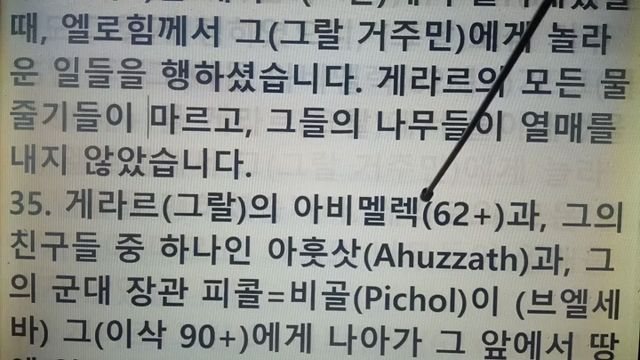 때, 엘로힘께서 그(그랄 거주민)에게 놀라
운 일들을 행하셨습니다. 게라르의 모든 물
줄기들이 마르고, 그들의 나무들이 열매를
내지 않았습니다.
35. 게라르(그랄)의 아비멜렉(62+)과, 그의
친구들 중 하나인 아훗삿(Ahuzzath)과, 그
의 군대 장관 피콜=비골(Pichol)이 (브엘세
바) 그(이삭 90+)에게 나아가 그 앞에서 땅